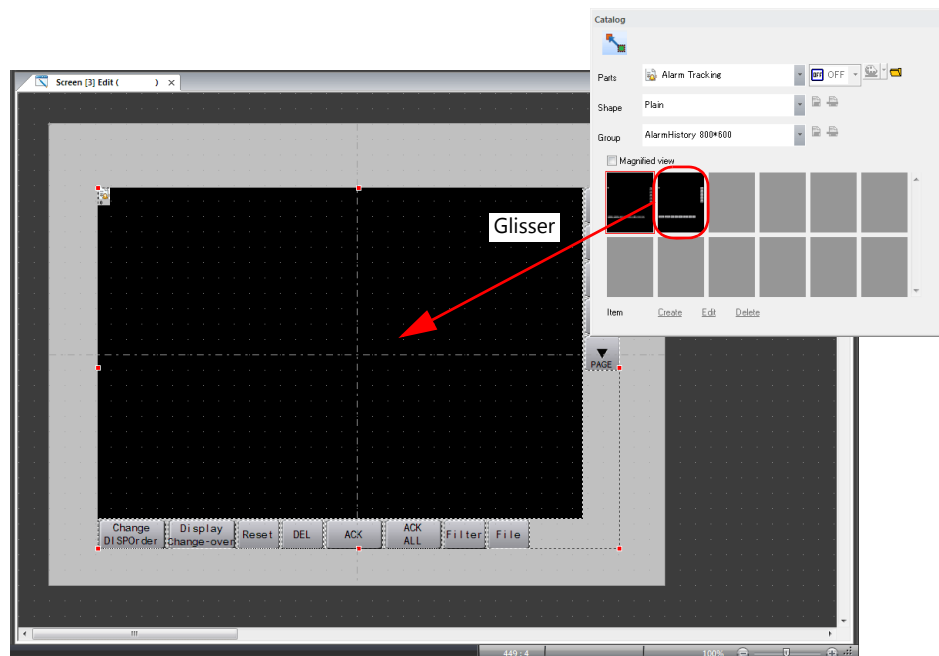 Catalog
Parts
Alarm Tracking
OFF
OFF
Shape
Plain
Group
AlarmHistory 800*600
Magnified view
Item
Create
Edit
Delete
Screen [3] Edit ( )
Glisser
▼
PAGE
Change
DISPOrder
Display
Change-over
Reset
DEL
ACK
ACK
ALL
Filter
File
449 : 4
100%